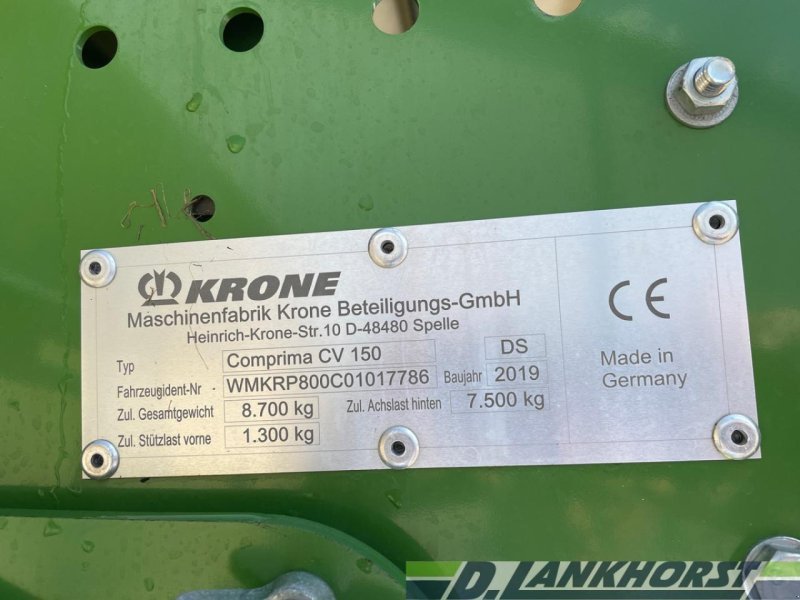 KRONE
Maschinenfabrik Krone Beteiligungs-GmbH
Heinrich-Krone-Str.10 D-48480 Spelle
Typ Comprima CV 150 DS
Fahrzeugident-Nr WMKRP800C01017786 Baujahr 2019
Zul. Gesamtgewicht 8.700 kg Zul. Achslast hinten 7.500 kg
Zul. Stützlast vorne 1.300 kg
CE
Made in
Germany
D. LANKHORST